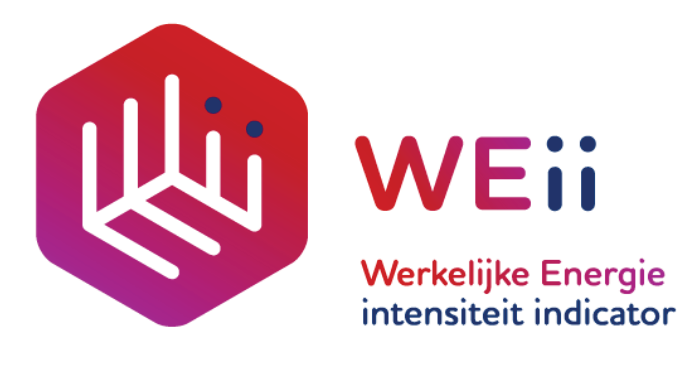 WEii
Werkelijke Energie
intensiteit indicator